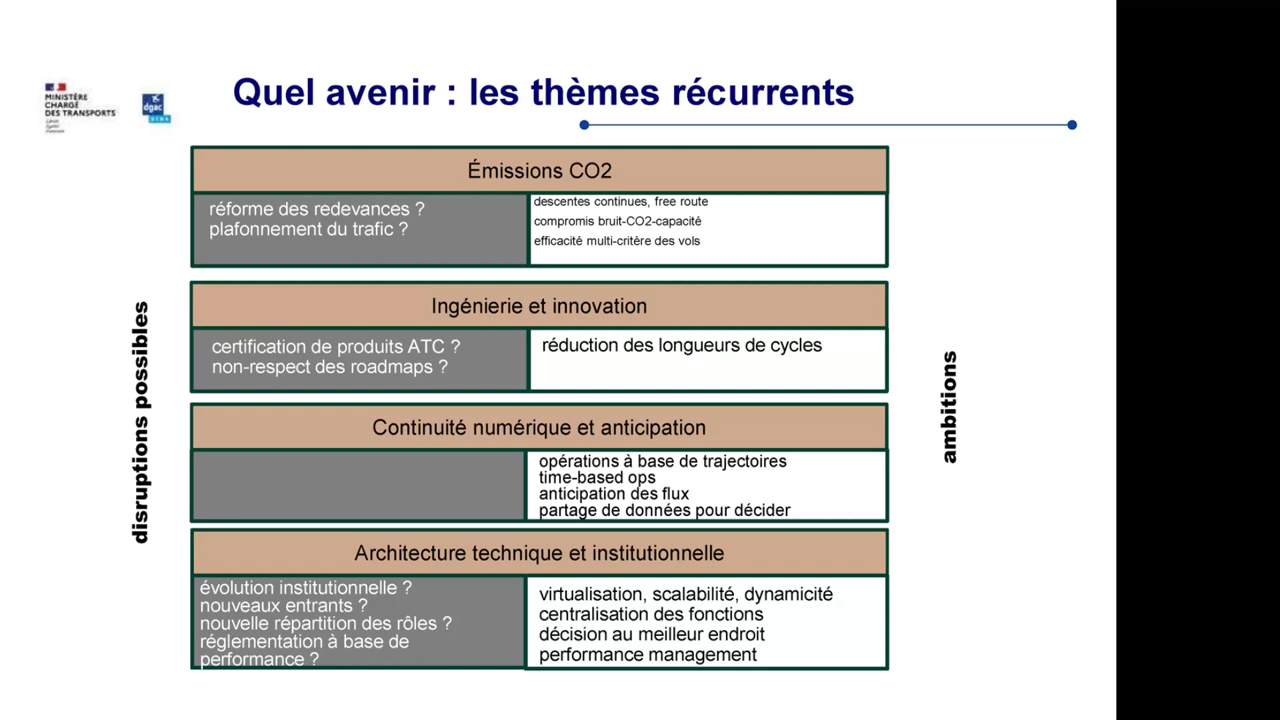 MINISTÈRE
CHARGÉ
DES TRANSPORTS
Liberté
Égalité
Fraternité
dgac
Quel avenir : les thèmes récurrents
disruptions possibles
ambitions
Émissions CO2
réforme des redevances ?
plafonnement du trafic ?
descentes continues, free route
compromis bruit-CO2-capacité
efficacité multi-critère des vols
Ingénierie et innovation
certification de produits ATC ?
non-respect des roadmaps ?
réduction des longueurs de cycles
Continuité numérique et anticipation
opérations à base de trajectoires
time-based ops
anticipation des flux
partage de données pour décider
Architecture technique et institutionnelle
évolution institutionnelle ?
nouveaux entrants ?
nouvelle répartition des rôles ?
réglementation à base de
performance ?
virtualisation, scalabilité, dynamicité
centralisation des fonctions
décision au meilleur endroit
performance management